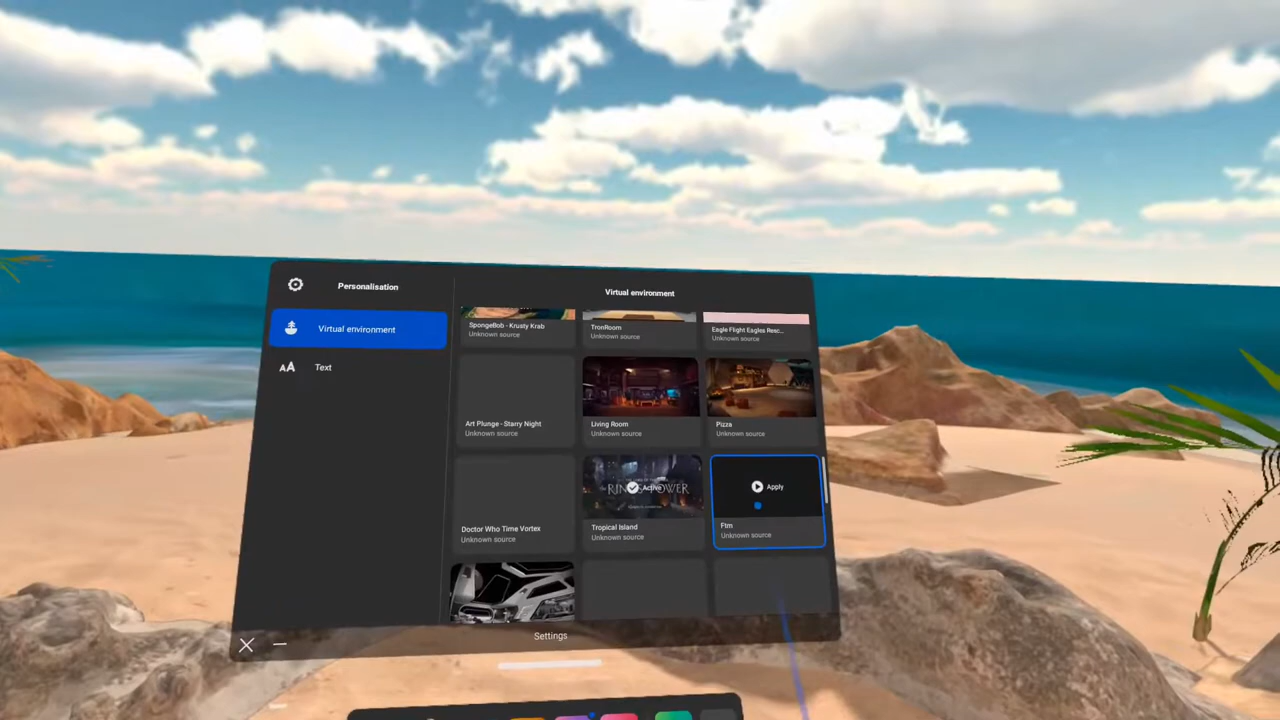 Personalisation
Virtual environment
Text
Virtual environment
SpongeBob - Krusty Krab
Unknown source
TronRoom
Unknown source
Eagle Flight Eagles Resc...
Unknown source
Art Plunge - Starry Night
Unknown source
Living Room
Unknown source
Pizza
Unknown source
Doctor Who Time Vortex
Unknown source
Active
Tropical Island
Unknown source
Apply
Ftm
Unknown source
Settings